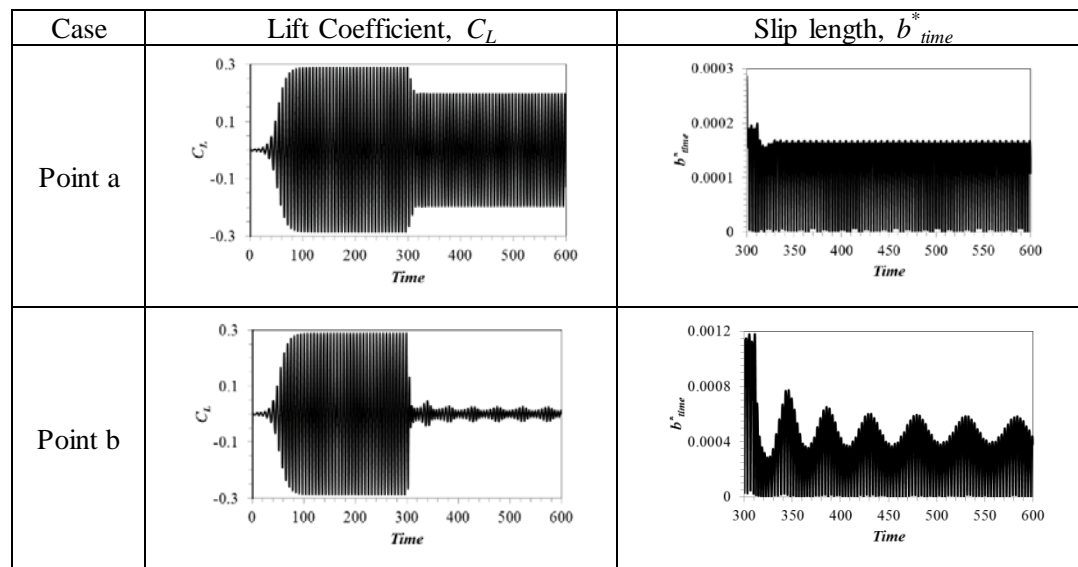 Case Lift Coefficient, C_L Slip length, b*_time
Point a
0.3
0.1
-0.1
-0.3
C_L
0 100 200 300 400 500 600
Time
0.0003
0.0002
0.0001
0
b*_time
300 350 400 450 500 550 600
Time
Point b
0.3
0.1
-0.1
-0.3
C_L
0 100 200 300 400 500 600
Time
0.0012
0.0008
0.0004
0
b*_time
300 350 400 450 500 550 600
Time